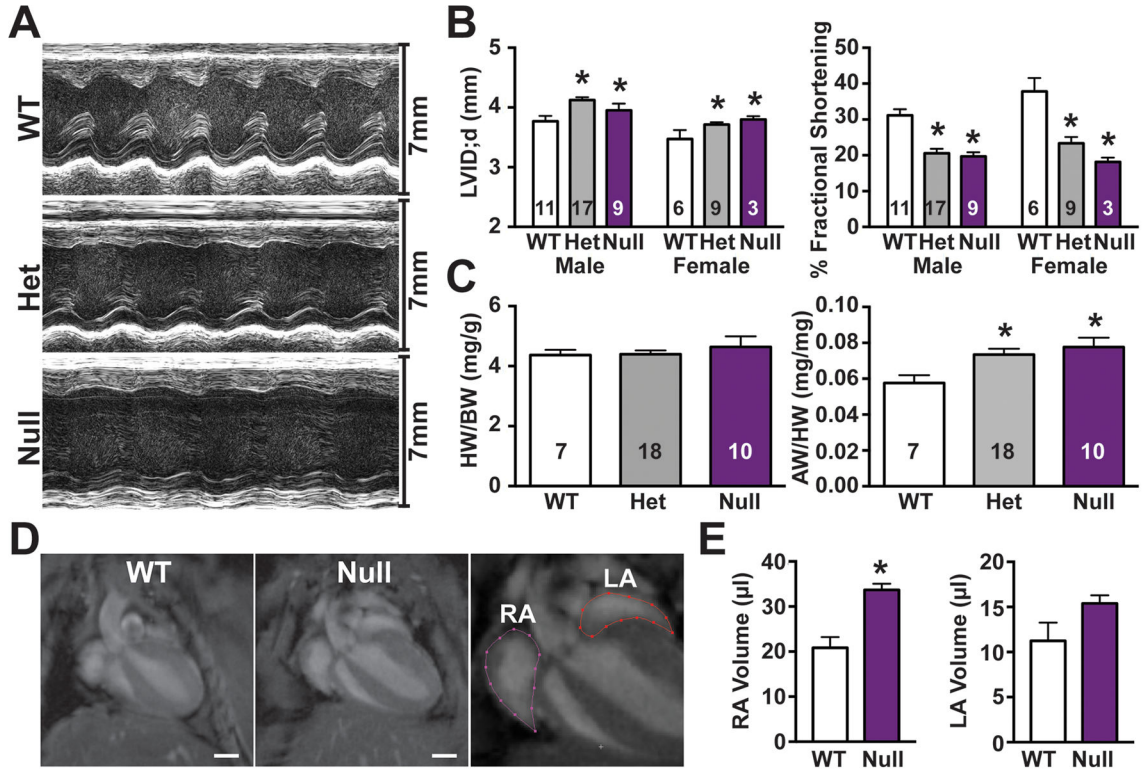 A
WT
7mm
Het
7mm
Null
7mm
B
LVID;d (mm)
5
4
3
2
* * * *
11 17 9 6 9 3
WT Het Null WT Het Null
Male Female
% Fractional Shortening
50
40
30
20
10
0
* * * *
11 17 9 6 9 3
WT Het Null WT Het Null
Male Female
C
HW/BW (mg/g)
6
4
2
0
7 18 10
WT Het Null
AW/HW (mg/mg)
0.10
0.08
0.06
0.04
0.02
0.00
* *
7 18 10
WT Het Null
D
WT
Null
RA
LA
E
RA Volume (µl)
40
30
20
10
0
*
WT Null
LA Volume (µl)
20
15
10
5
0
WT Null